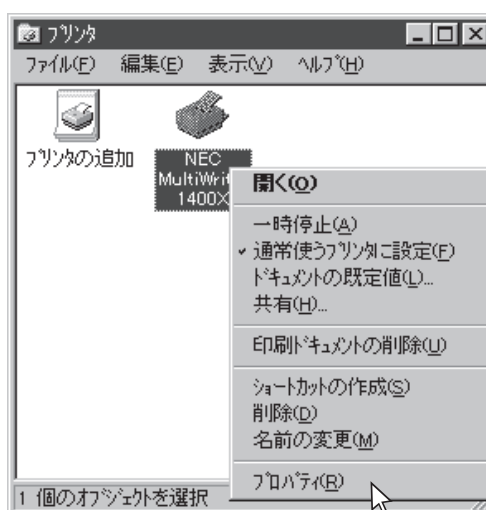 プリンタ
ファイル(F) 編集(E) 表示(V) ヘルプ(H)
プリンタの追加
NEC
MultiWrit
1400X
開く(O)
一時停止(A)
通常使うプリンタに設定(F)
ドキュメントの既定値(L)...
共有(H)...
印刷ドキュメントの削除(U)
ショートカットの作成(S)
削除(D)
名前の変更(M)
プロパティ(R)
1 個のオブジェクトを選択